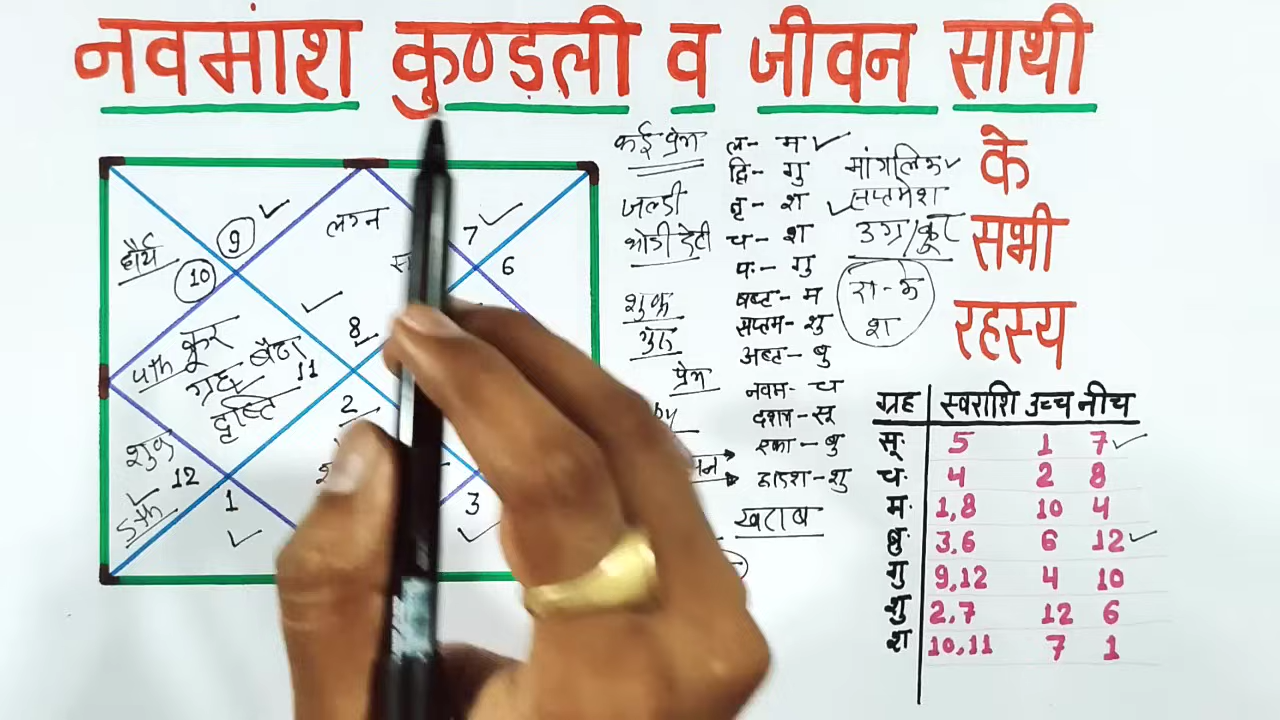 नवमांश कुण्ड़ली व जीवन साथी
के
सभी
रहस्य
लग्न
9
10
शौर्य
7
6
8
4th क्रूर
ग्रह बैठा
दृष्टि
11
शुक्र
12
5th
1
2
3
कई प्रेम
जल्दी
शुक्र
गुरु
प्रेम
ल- म
द्वि- गु
तृ- श
च- श
पः- गु
षष्ट- म
सप्तम- शु
अष्ट- बु
नवम- च
दशम- सू
एका- बु
द्वादश- शु
खराब
मांगलिक
सप्तमेश
उग्र/क्रूर
रा-के
श
ग्रह स्वराशि उच्च नीच
सू: 5 1 7
च: 4 2 8
म: 1,8 10 4
बु: 3,6 6 12
गु 9,12 4 10
शु 2,7 12 6
श 10,11 7 1